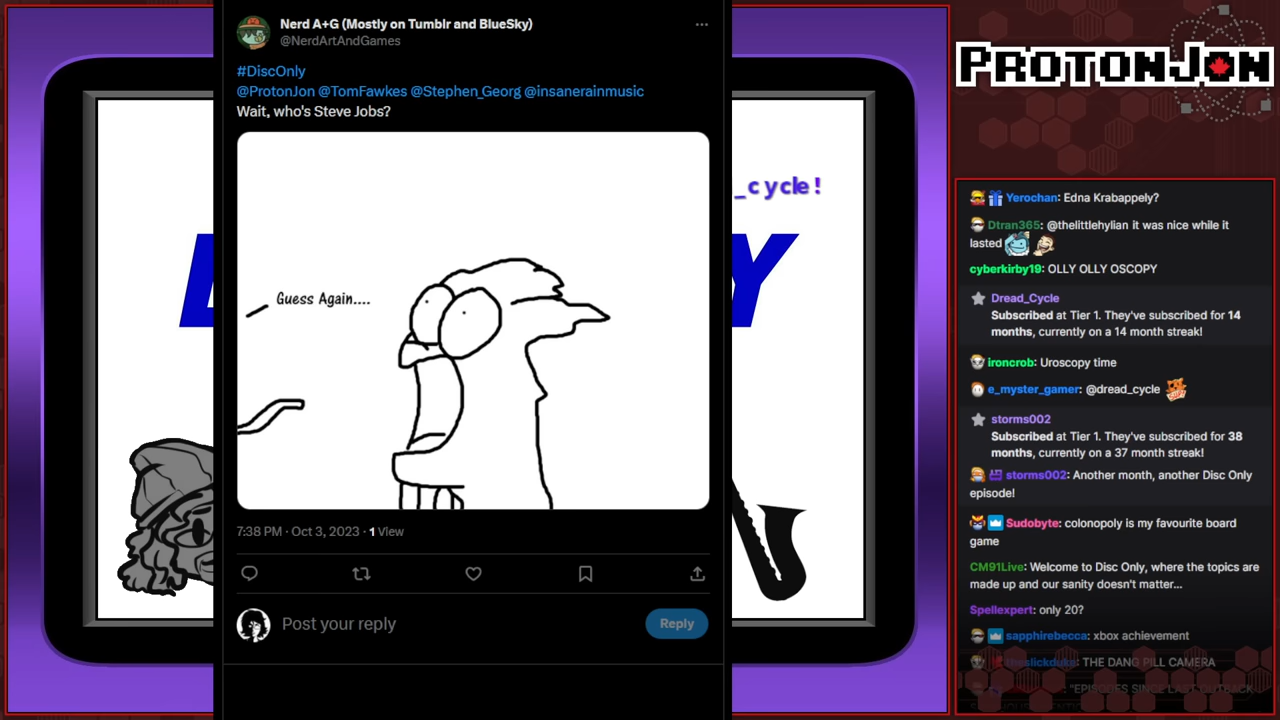 Nerd A+G (Mostly on Tumblr and BlueSky)
@NerdArtAndGames
#DiscOnly
@ProtonJon @TomFawkes @Stephen_Georg @insanerainmusic
Wait, who's Steve Jobs?
Guess Again....
7:38 PM · Oct 3, 2023 · 1 View
Post your reply
Reply
_cycle!
Y
PROTONJON
Yerochan: Edna Krabappely?
Dtran365: @thelittlehylian it was nice while it
lasted
cyberkirby19: OLLY OLLY OSCOPY
Dread_Cycle
Subscribed at Tier 1. They've subscribed for 14
months, currently on a 14 month streak!
ironcrob: Uroscopy time
e_myster_gamer: @dread_cycle
storms002
Subscribed at Tier 1. They've subscribed for 38
months, currently on a 37 month streak!
storms002: Another month, another Disc Only
episode!
Sudobyte: colonopoly is my favourite board
game
CM91Live: Welcome to Disc Only, where the topics are
made up and our sanity doesn't matter...
Spellexpert: only 20?
sapphirebecca: xbox achievement
theslickduke: THE DANG PILL CAMERA
: "EPISODES SINCE LAST OUTBACK